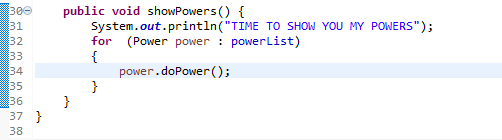 30 public void showPowers() {
31 System.out.println("TIME TO SHOW YOU MY POWERS");
32 for (Power power : powerList)
33 {
34 power.doPower();
35 }
36 }
37 }
38